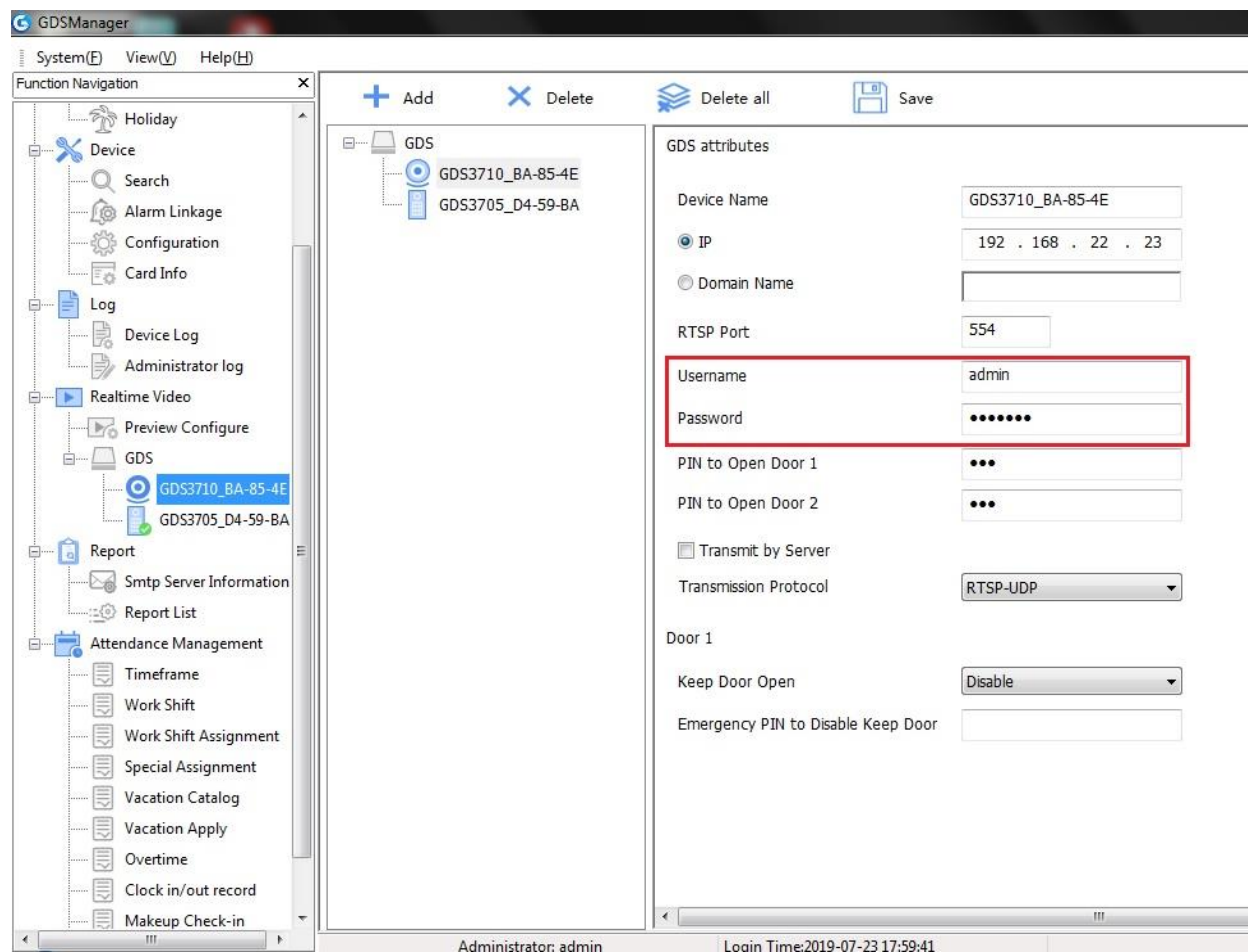 GDSManager
System(F) View(V) Help(H)
Function Navigation
Holiday
Device
Search
Alarm Linkage
Configuration
Card Info
Log
Device Log
Administrator log
Realtime Video
Preview Configure
GDS
GDS3710_BA-85-4E
GDS3705_D4-59-BA
Report
Smtp Server Information
Report List
Attendance Management
Timeframe
Work Shift
Work Shift Assignment
Special Assignment
Vacation Catalog
Vacation Apply
Overtime
Clock in/out record
Makeup Check-in
Add Delete Delete all Save
GDS
GDS3710_BA-85-4E
GDS3705_D4-59-BA
GDS attributes
Device Name GDS3710_BA-85-4E
IP 192 . 168 . 22 . 23
Domain Name
RTSP Port 554
Username admin
Password •••••••
PIN to Open Door 1 •••
PIN to Open Door 2 •••
Transmit by Server
Transmission Protocol RTSP-UDP
Door 1
Keep Door Open Disable
Emergency PIN to Disable Keep Door
Administrator: admin Login Time:2019-07-23 17:59:41